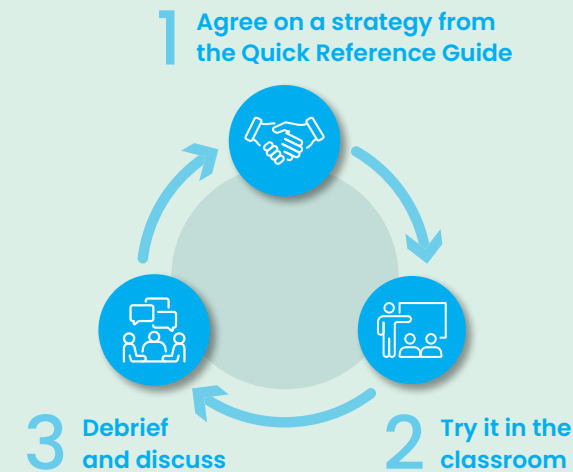 1 Agree on a strategy from
the Quick Reference Guide
2 Try it in the
classroom
3 Debrief
and discuss